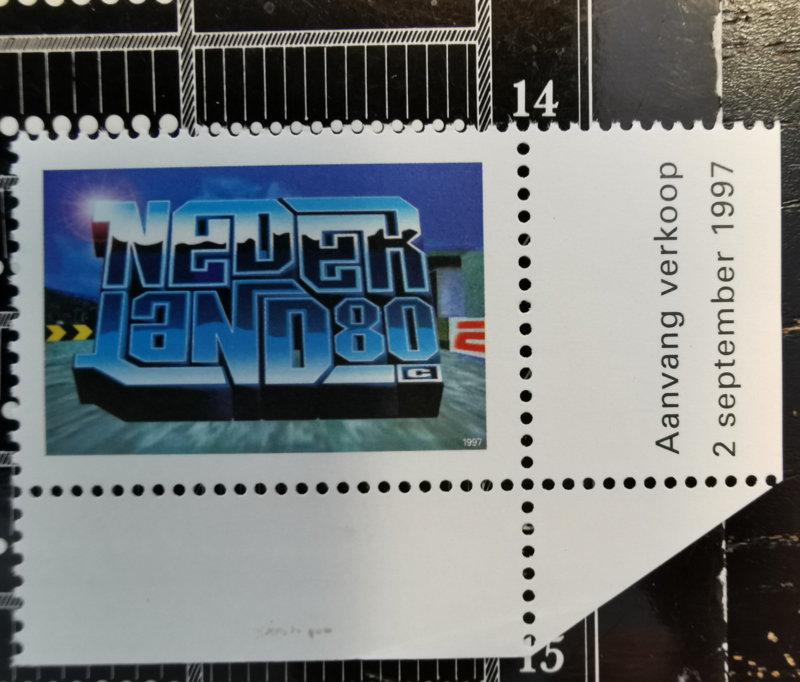 14
NEDER
LAND80
C
1997
Aanvang verkoop
2 september 1997
15